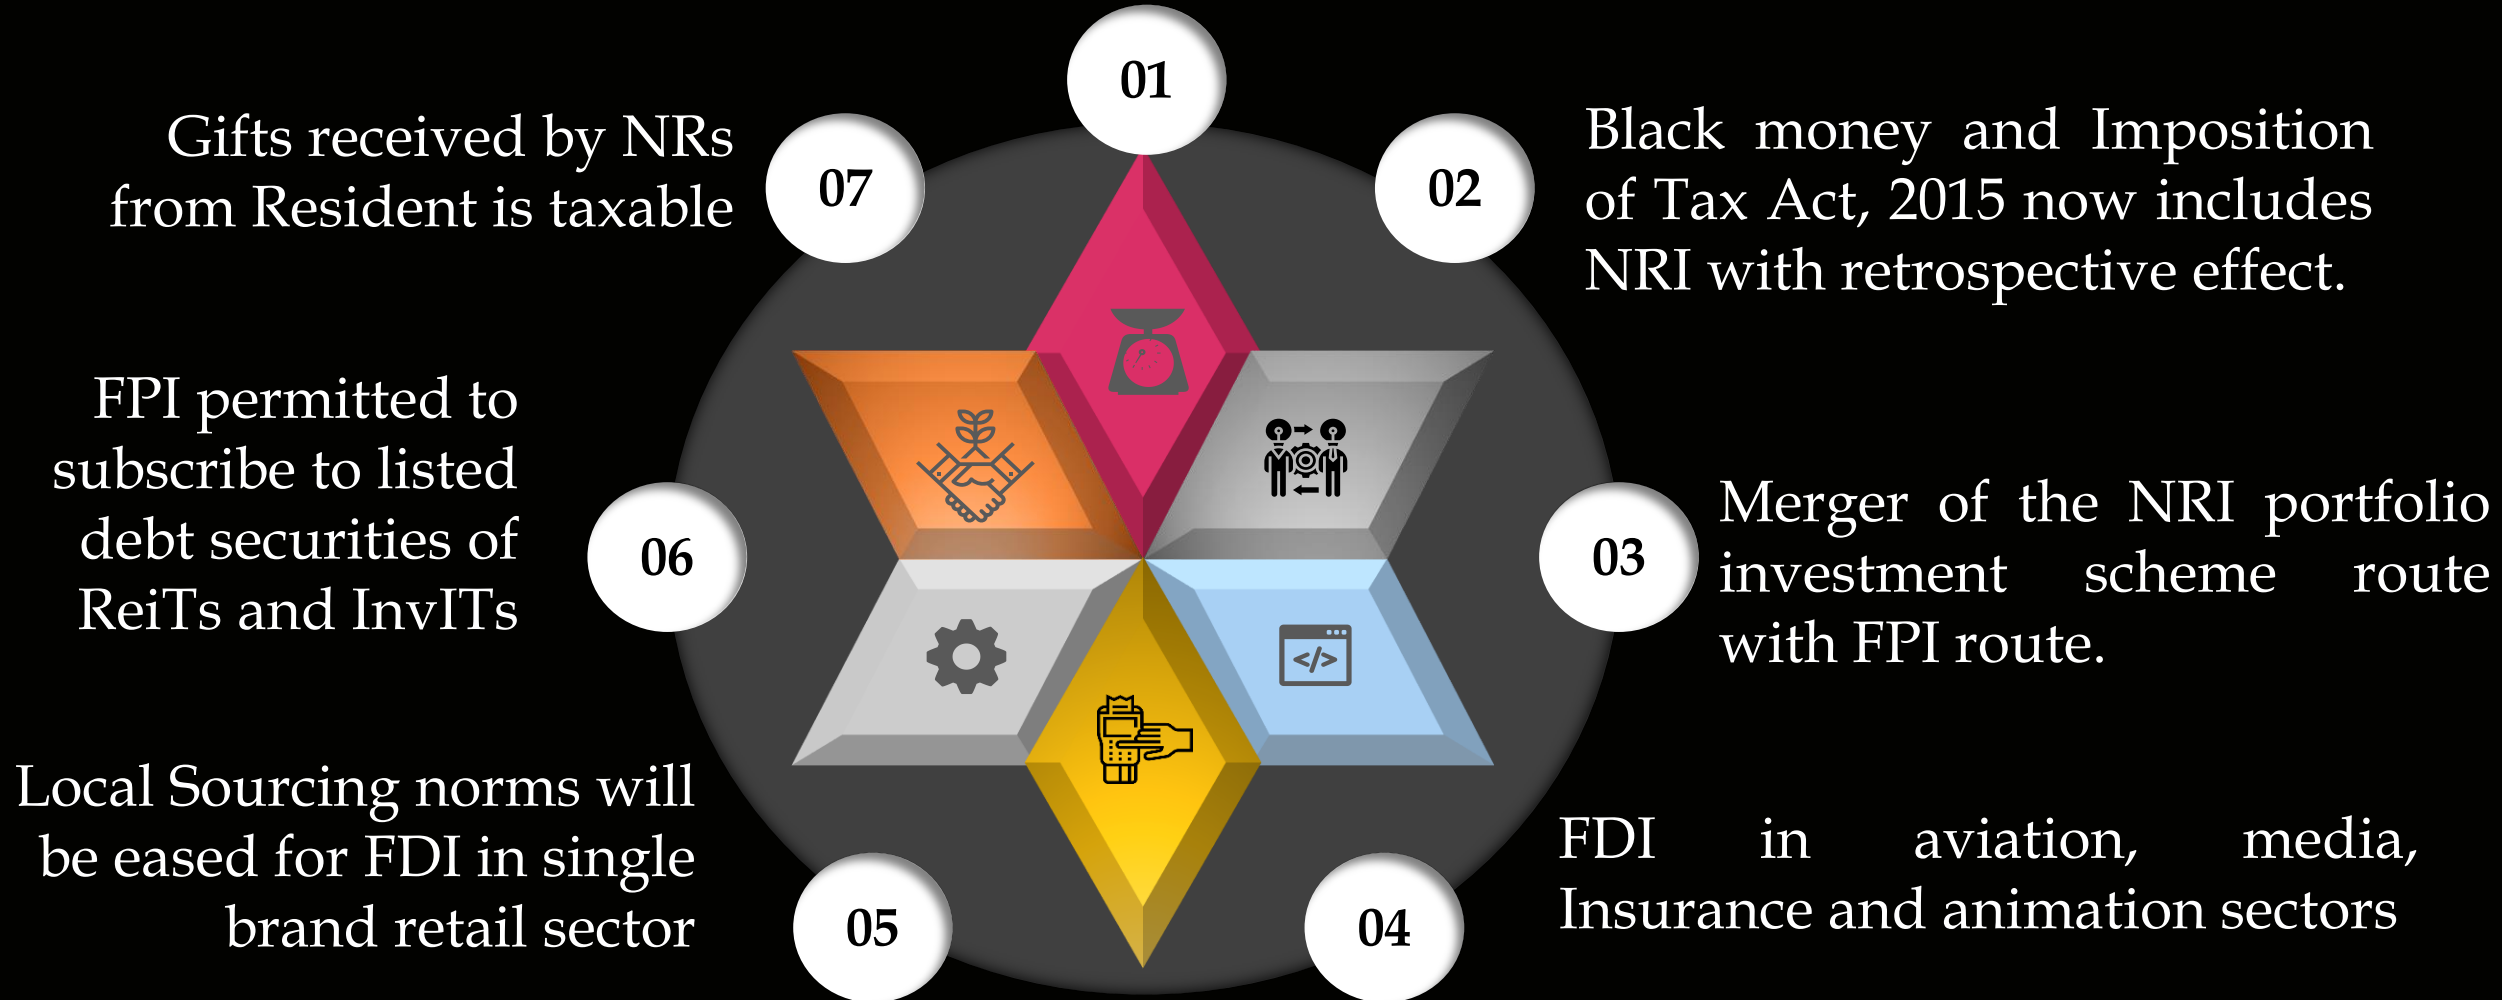 01
02
Black money and Imposition
of Tax Act, 2015 now includes
NRI with retrospective effect.
03
Merger of the NRI portfolio
investment scheme route
with FPI route.
04
FDI in aviation, media,
Insurance and animation sectors
05
Local Sourcing norms will
be eased for FDI in single
brand retail sector
06
FPI permitted to
subscribe to listed
debt securities of
ReiTs and InvITs
07
Gifts received by NRs
from Resident is taxable